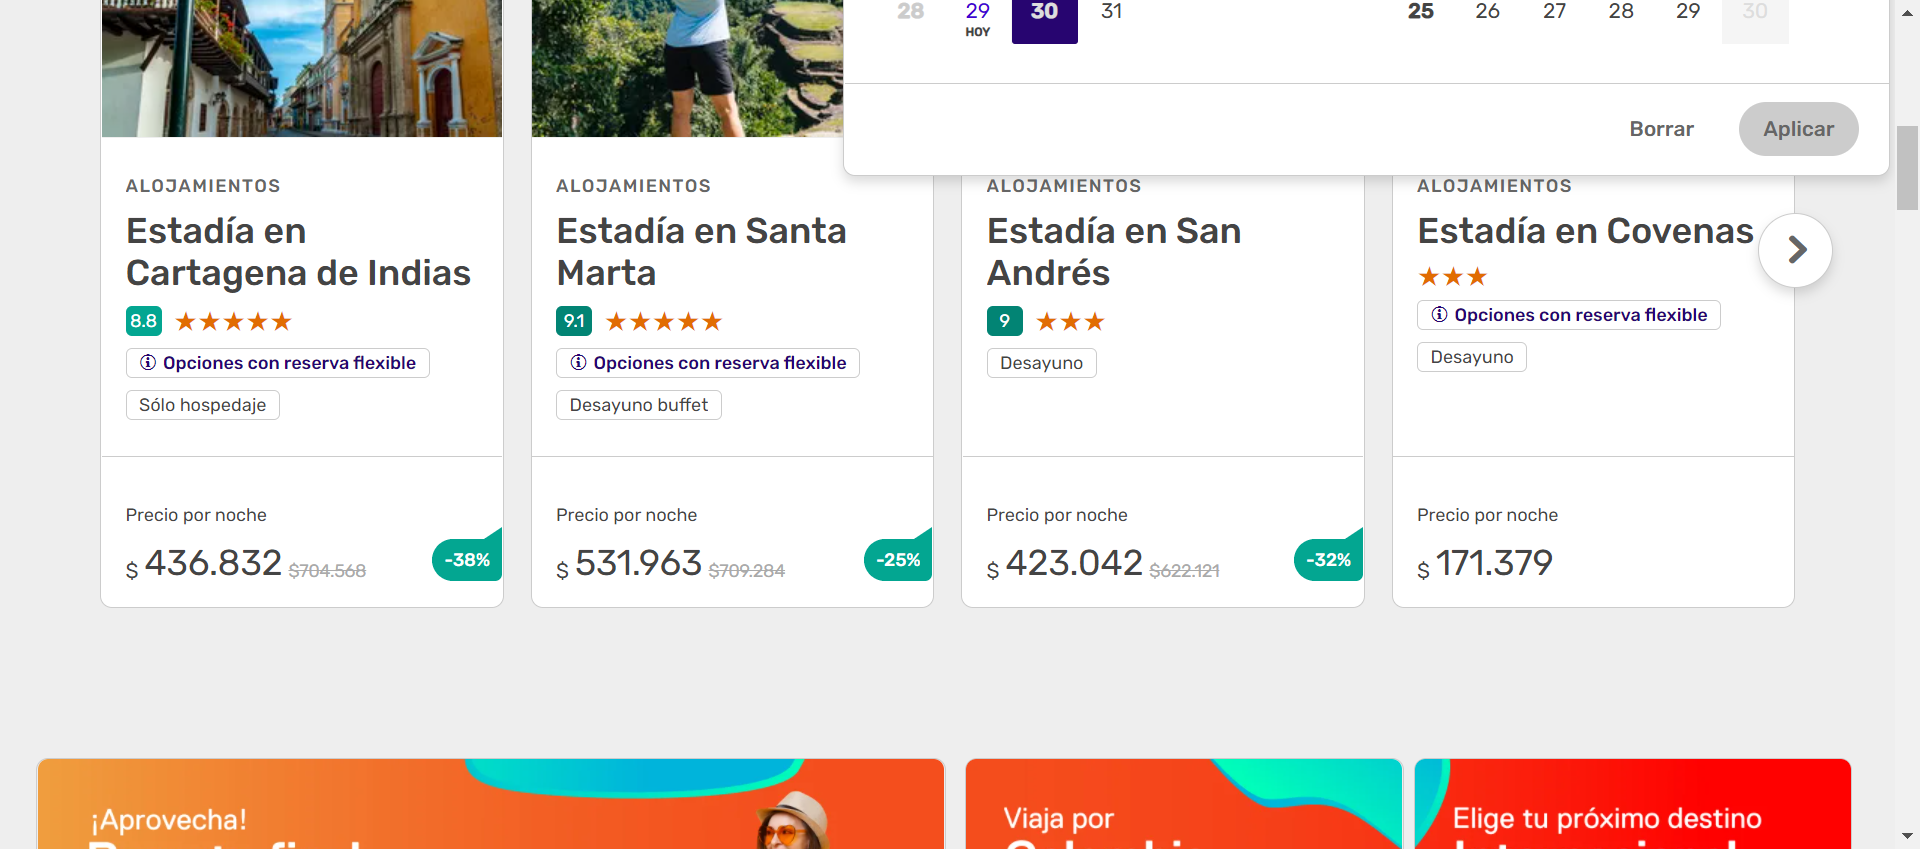 28 29 30 31
HOY
25 26 27 28 29 30
Borrar Aplicar
ALOJAMIENTOS
Estadía en
Cartagena de Indias
8.8
Opciones con reserva flexible
Sólo hospedaje
Precio por noche
$ 436.832 $704.568
-38%
ALOJAMIENTOS
Estadía en Santa
Marta
9.1
Opciones con reserva flexible
Desayuno buffet
Precio por noche
$ 531.963 $709.284
-25%
ALOJAMIENTOS
Estadía en San
Andrés
9
Desayuno
Precio por noche
$ 423.042 $622.121
-32%
ALOJAMIENTOS
Estadía en Covenas
Opciones con reserva flexible
Desayuno
Precio por noche
$ 171.379
¡Aprovecha!
Viaja por
Elige tu próximo destino